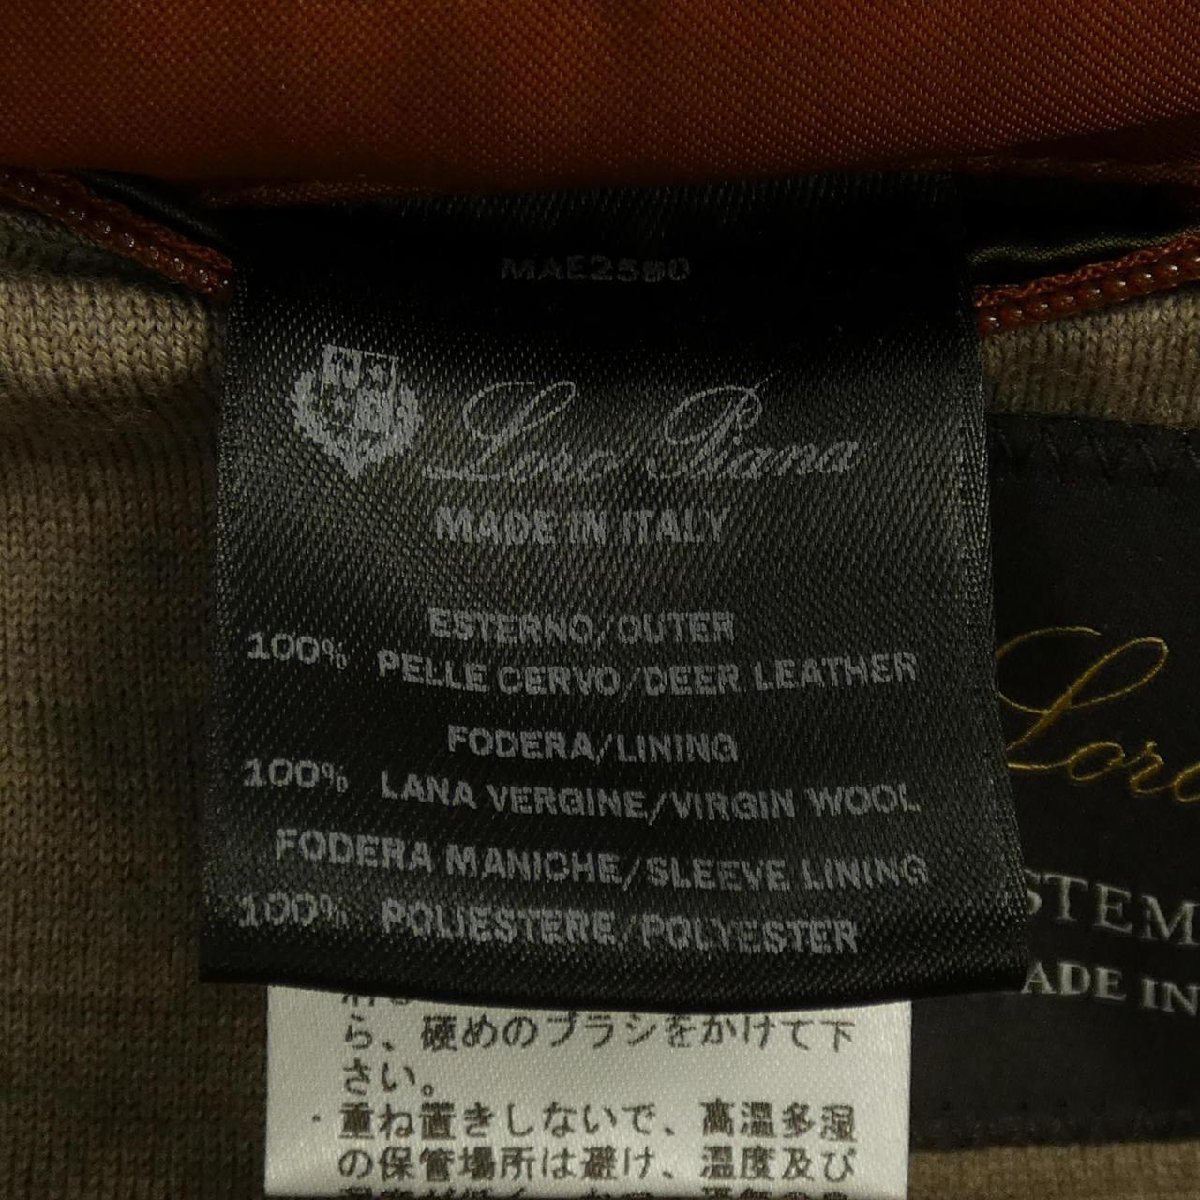 MAE2580
Loro Piana
MADE IN ITALY
ESTERNO/OUTER
100% PELLE CERVO/DEER LEATHER
FODERA/LINING
100% LANA VERGINE/VIRGIN WOOL
FODERA MANICHE/SLEEVE LINING
100% POLIESTERE/POLYESTER
Loro
STEM
ADE IN
ら、硬めのブラシをかけて下
さい。
・重ね置きしないで、高温多湿
の保管場所は避け、温度及び